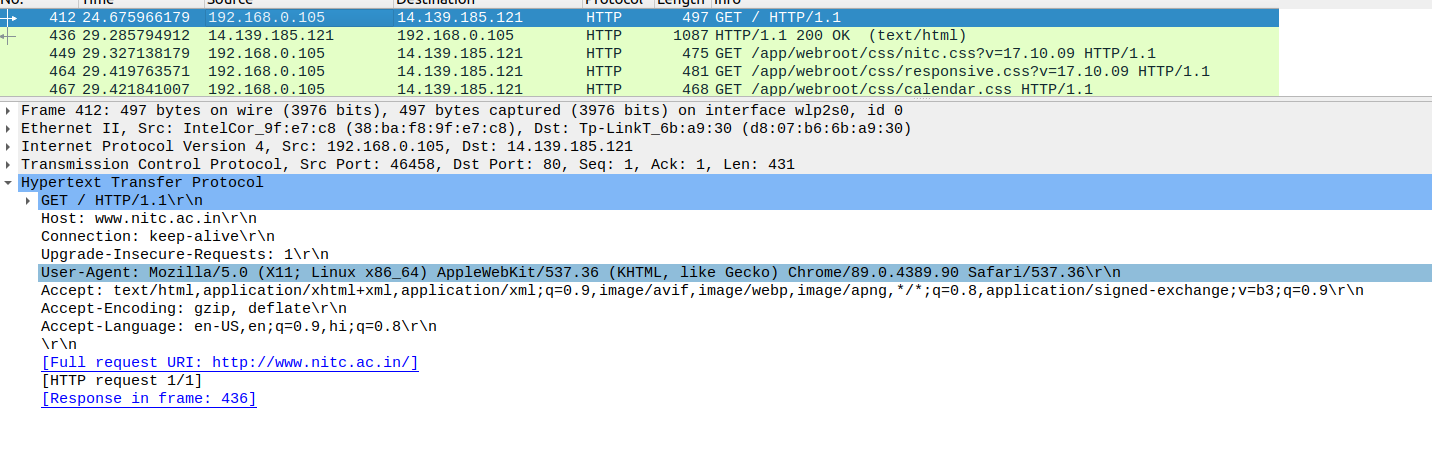 No. Time Source Destination Protocol Length Info
412 24.675966179 192.168.0.105 14.139.185.121 HTTP 497 GET / HTTP/1.1
436 29.285794912 14.139.185.121 192.168.0.105 HTTP 1087 HTTP/1.1 200 OK (text/html)
449 29.327138179 192.168.0.105 14.139.185.121 HTTP 475 GET /app/webroot/css/nitc.css?v=17.10.09 HTTP/1.1
464 29.419763571 192.168.0.105 14.139.185.121 HTTP 481 GET /app/webroot/css/responsive.css?v=17.10.09 HTTP/1.1
467 29.421841007 192.168.0.105 14.139.185.121 HTTP 468 GET /app/webroot/css/calendar.css HTTP/1.1
Frame 412: 497 bytes on wire (3976 bits), 497 bytes captured (3976 bits) on interface wlp2s0, id 0
Ethernet II, Src: IntelCor_9f:e7:c8 (38:ba:f8:9f:e7:c8), Dst: Tp-LinkT_6b:a9:30 (d8:07:b6:6b:a9:30)
Internet Protocol Version 4, Src: 192.168.0.105, Dst: 14.139.185.121
Transmission Control Protocol, Src Port: 46458, Dst Port: 80, Seq: 1, Ack: 1, Len: 431
Hypertext Transfer Protocol
GET / HTTP/1.1\r\n
Host: www.nitc.ac.in\r\n
Connection: keep-alive\r\n
Upgrade-Insecure-Requests: 1\r\n
User-Agent: Mozilla/5.0 (X11; Linux x86_64) AppleWebKit/537.36 (KHTML, like Gecko) Chrome/89.0.4389.90 Safari/537.36\r\n
Accept: text/html,application/xhtml+xml,application/xml;q=0.9,image/avif,image/webp,image/apng,*/*;q=0.8,application/signed-exchange;v=b3;q=0.9\r\n
Accept-Encoding: gzip, deflate\r\n
Accept-Language: en-US,en;q=0.9,hi;q=0.8\r\n
\r\n
[Full request URI: http://www.nitc.ac.in/]
[HTTP request 1/1]
[Response in frame: 436]